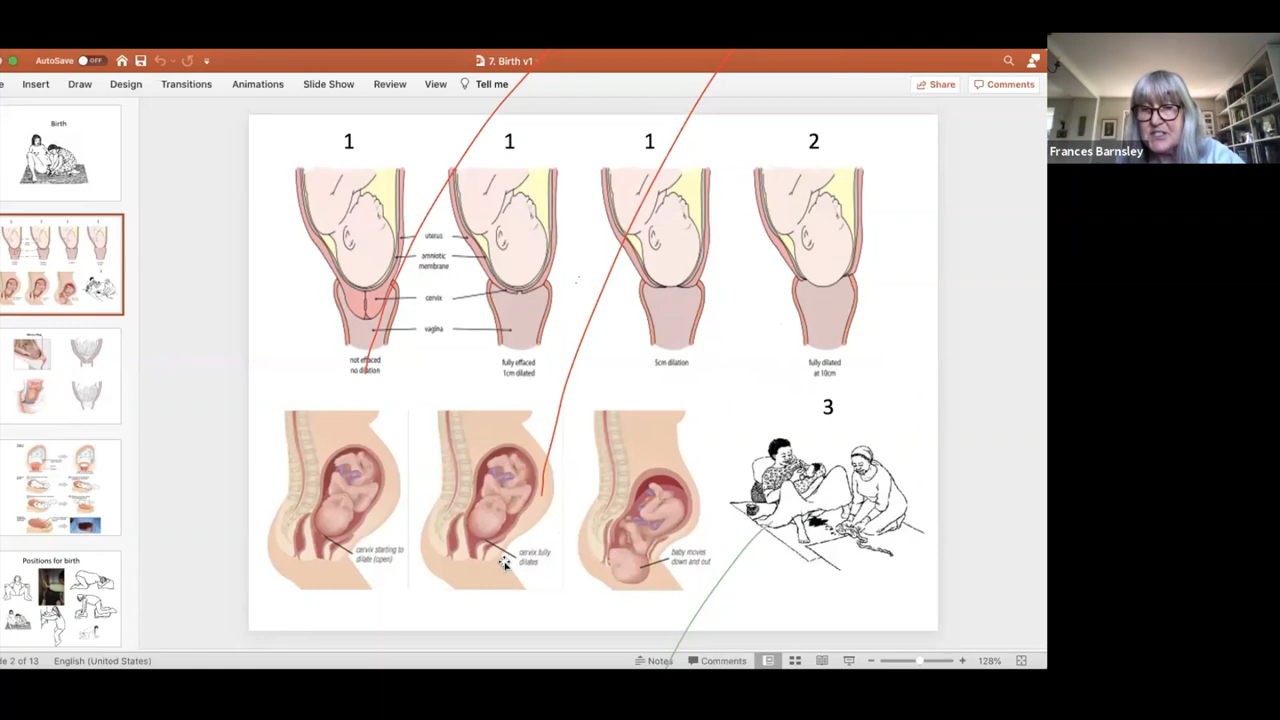 AutoSave OFF
7. Birth v1
Insert Draw Design Transitions Animations Slide Show Review View Tell me
Share Comments
Frances Barnsley
Birth
Positions for birth
1 1 1 2
uterus
amniotic
membrane
cervix
vagina
not effaced
no dilation
fully effaced
1cm dilated
5cm dilation
fully dilated
at 10cm
3
cervix starting to
dilate (open)
cervix fully
dilates
baby moves
down and out
de 2 of 13 English (United States)
Notes Comments 128%